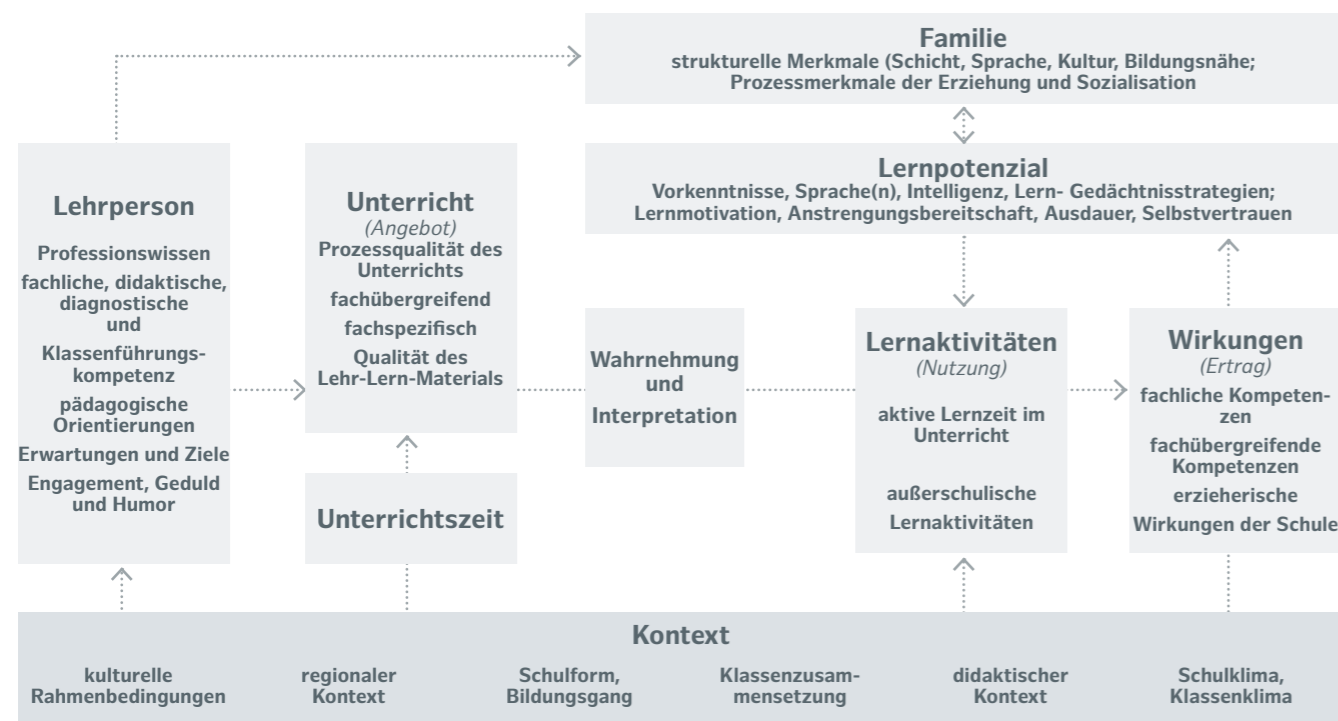 Familie
strukturelle Merkmale (Schicht, Sprache, Kultur, Bildungsnähe;
Prozessmerkmale der Erziehung und Sozialisation
Lernpotenzial
Vorkenntnisse, Sprache(n), Intelligenz, Lern- Gedächtnisstrategien;
Lernmotivation, Anstrengungsbereitschaft, Ausdauer, Selbstvertrauen
Lehrperson
Professionswissen
fachliche, didaktische,
diagnostische
und
Klassenführungs-
kompetenz
pädagogische
Orientierungen
Erwartungen und Ziele
Engagement, Geduld
und Humor
Unterricht
(Angebot)
Prozessqualität des
Unterrichts
fachübergreifend
fachspezifisch
Qualität des
Lehr-Lern-Materials
Unterrichtszeit
Wahrnehmung
und
Interpretation
Lernaktivitäten
(Nutzung)
aktive Lernzeit im
Unterricht
außerschulische
Lernaktivitäten
Wirkungen
(Ertrag)
fachliche Kompeten-
zen
fachübergreifende
Kompetenzen
erzieherische
Wirkungen der Schule
Kontext
kulturelle
Rahmenbedingungen
regionaler
Kontext
Schulform,
Bildungsgang
Klassenzusam-
mensetzung
didaktischer
Kontext
Schulklima,
Klassenklima